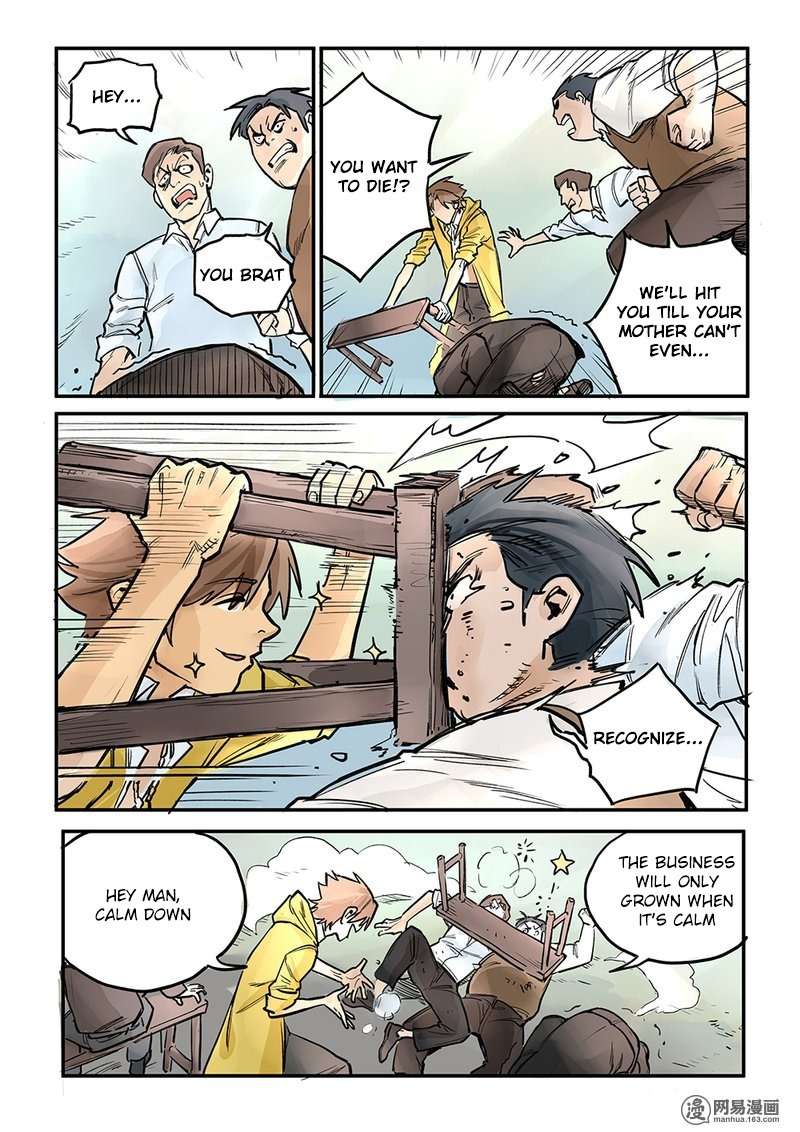 HEY...
YOU BRAT
YOU WANT
TO DIE!?
WE'LL HIT
YOU TILL YOUR
MOTHER CAN'T
EVEN...
RECOGNIZE...
HEY MAN,
CALM DOWN
THE BUSINESS
WILL ONLY
GROWN WHEN
IT'S CALM
漫 网易漫画
manhua.163.com